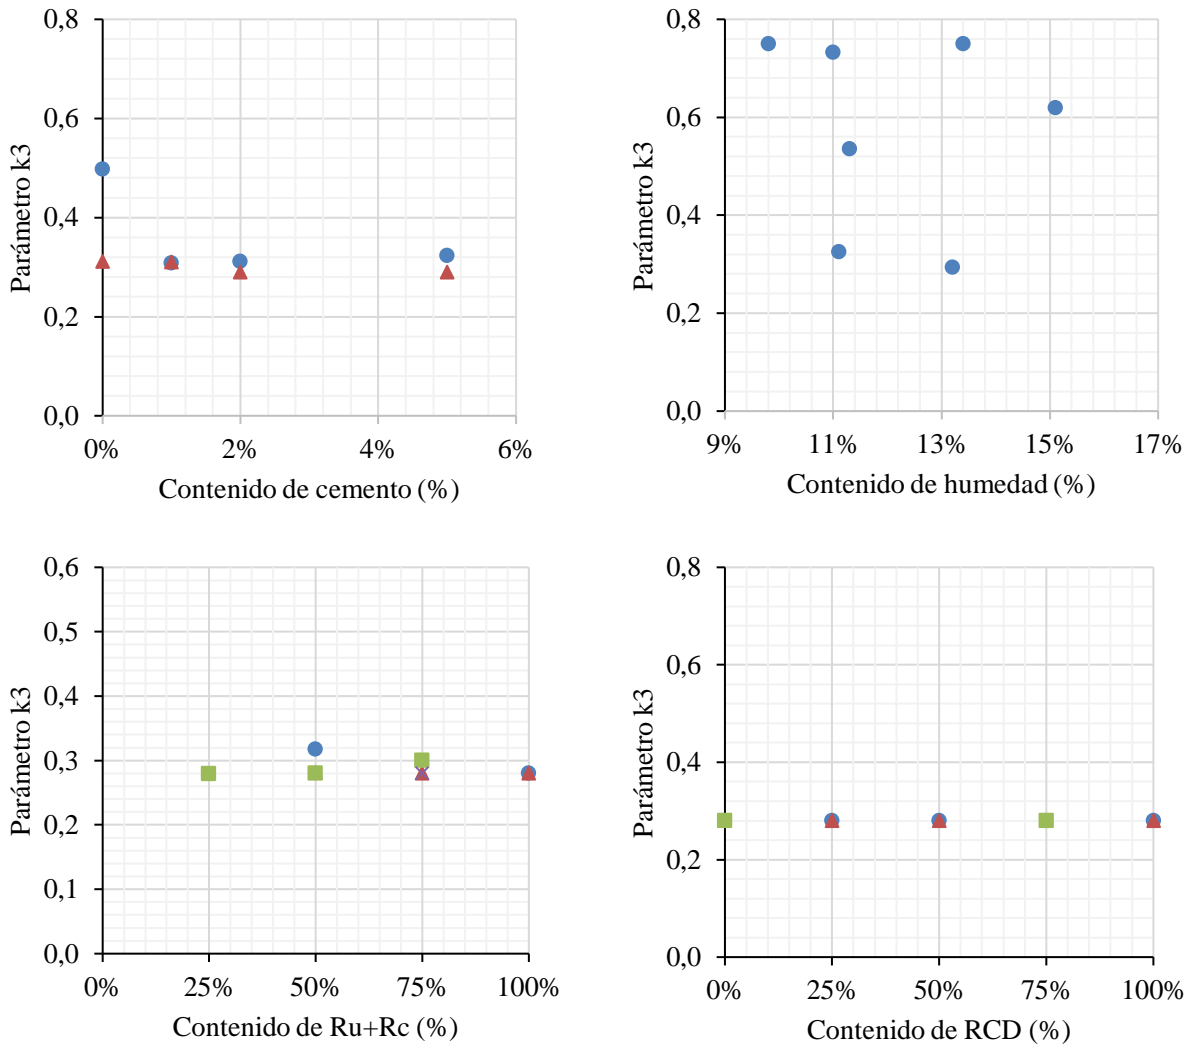 0,8
0,6
0,4
0,2
0,0
Parámetro k3
0% 2% 4% 6%
Contenido de cemento (%)
0,8
0,6
0,4
0,2
0,0
Parámetro k3
9% 11% 13% 15% 17%
Contenido de humedad (%)
0,6
0,5
0,4
0,3
0,2
0,1
0,0
Parámetro k3
0% 25% 50% 75% 100%
Contenido de Ru+Rc (%)
0,8
0,6
0,4
0,2
0,0
Parámetro k3
0% 25% 50% 75% 100%
Contenido de RCD (%)